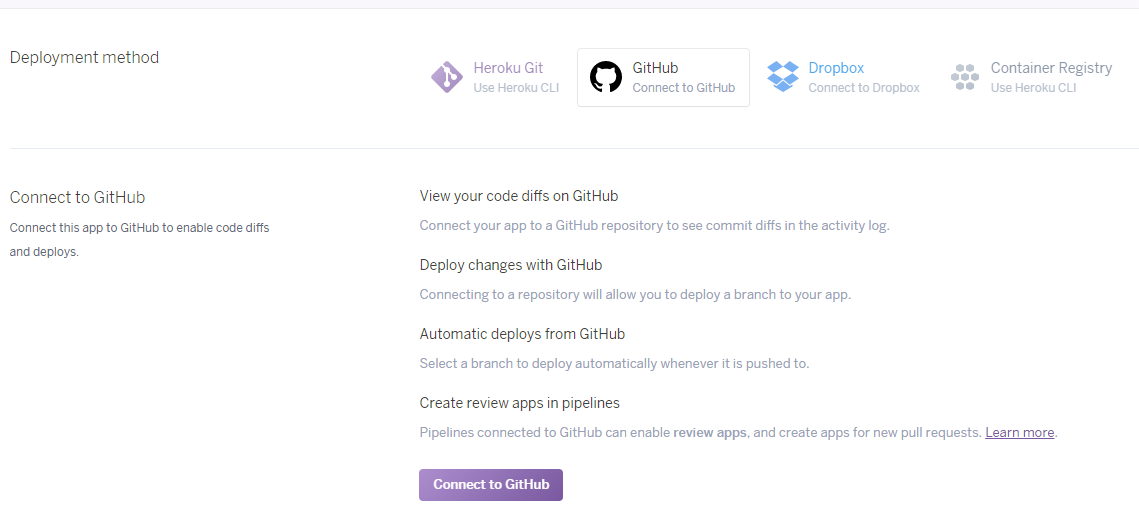 Deployment method
Heroku Git
Use Heroku CLI
GitHub
Connect to GitHub
Dropbox
Connect to Dropbox
Container Registry
Use Heroku CLI
Connect to GitHub
Connect this app to GitHub to enable code diffs
and deploys.
View your code diffs on GitHub
Connect your app to a GitHub repository to see commit diffs in the activity log.
Deploy changes with GitHub
Connecting to a repository will allow you to deploy a branch to your app.
Automatic deploys from GitHub
Select a branch to deploy automatically whenever it is pushed to.
Create review apps in pipelines
Pipelines connected to GitHub can enable review apps, and create apps for new pull requests. Learn more.
Connect to GitHub